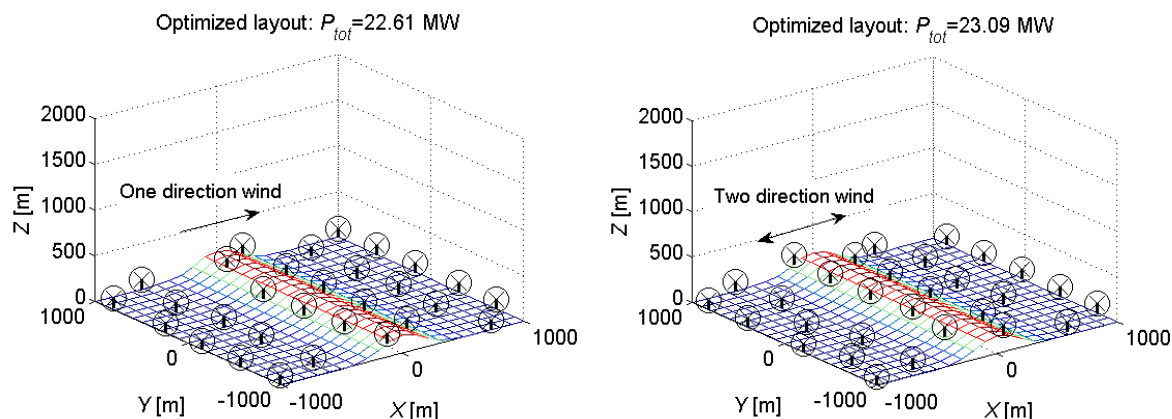 Optimized layout: P_tot=22.61 MW
2000
1500
1000
500
0
Z [m]
One direction wind
1000
0
-1000
Y [m]
-1000
0
1000
X [m]
Optimized layout: P_tot=23.09 MW
2000
1500
1000
500
0
Z [m]
Two direction wind
1000
0
-1000
Y [m]
-1000
0
1000
X [m]